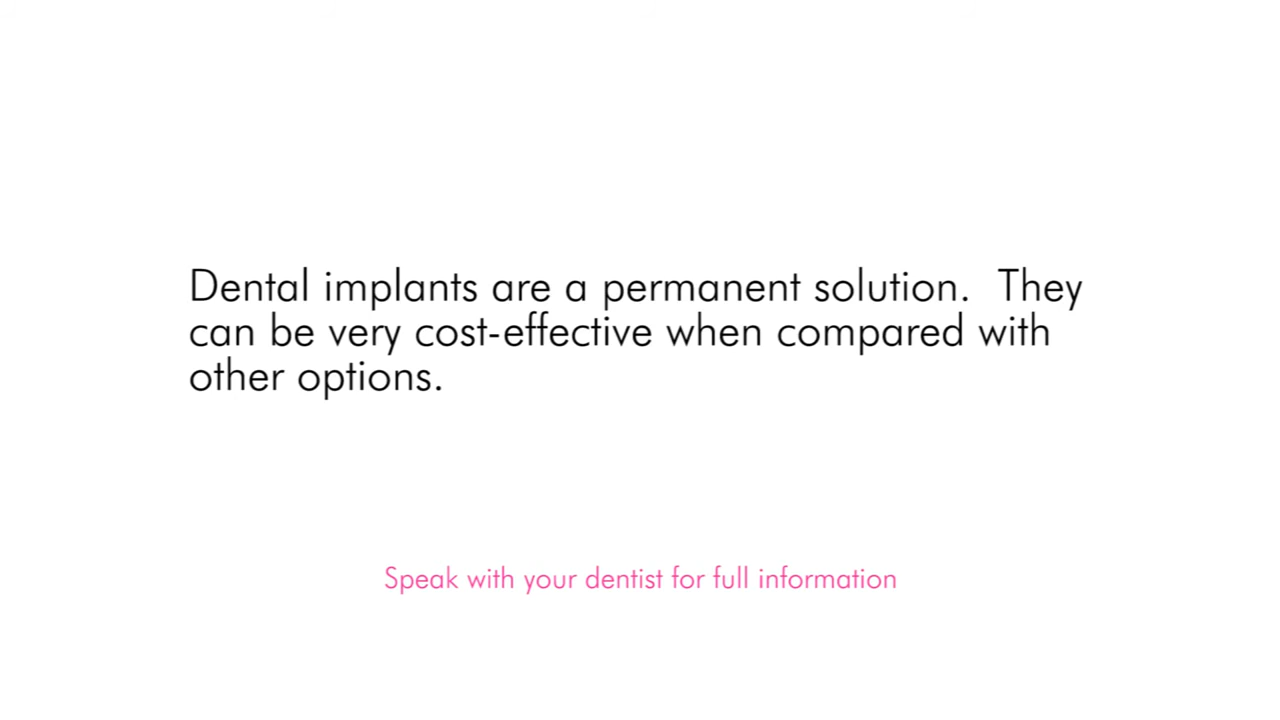 Dental implants are a permanent solution.  They
can be very cost-effective when compared with
other options.
Speak with your dentist for full information